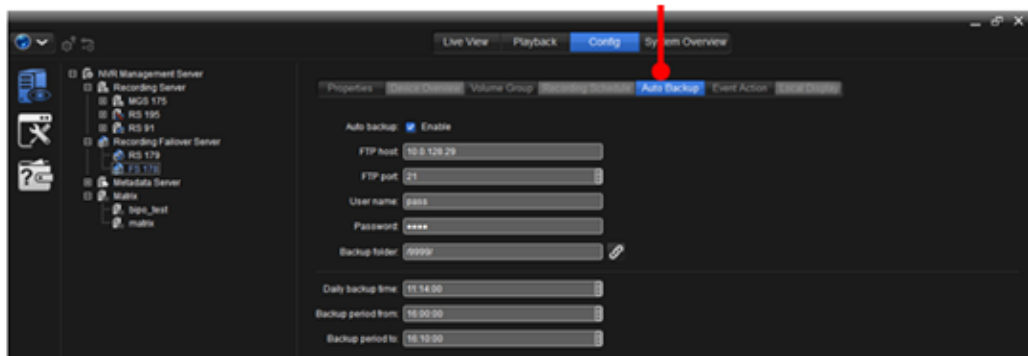 Live View Playback Config System Overview
NVR Management Server
Recording Server
MGS 175
RS 195
RS 91
Recording Failover Server
RS 179
FS 178
Metadata Server
Matrix
bipo_test
matrix
Properties Device Overview Volume Group Recording Schedule Auto Backup Event Action Local Display
Auto backup: Enable
FTP host: 10.0.128.29
FTP port: 21
User name: pass
Password: ****
Backup folder: /9999/
Daily backup time: 11:14:00
Backup period from: 16:00:00
Backup period to: 16:10:00